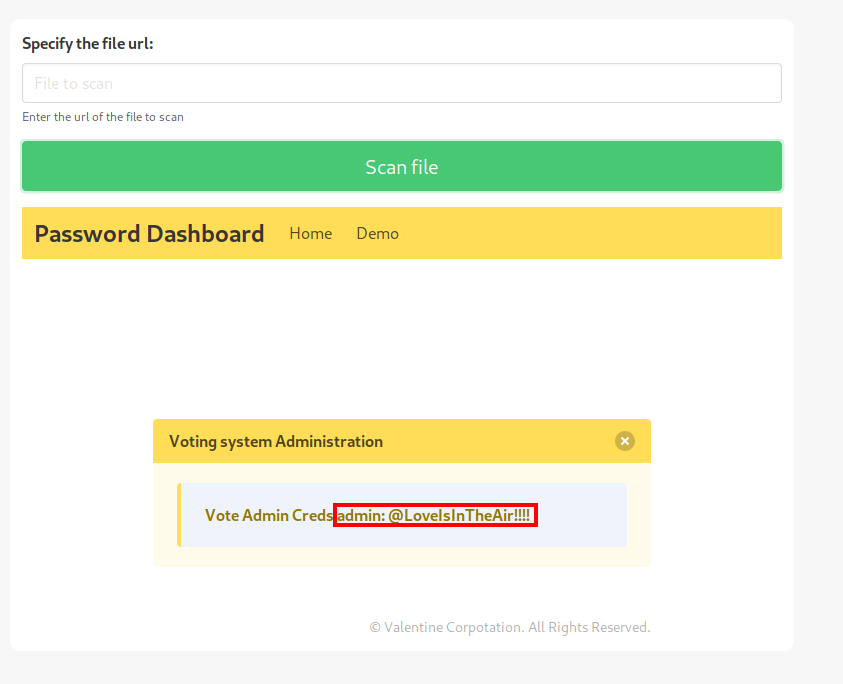 Specify the file url:
File to scan
Enter the url of the file to scan
Scan file
Password Dashboard Home Demo
Voting system Administration
Vote Admin Creds admin: @LoveIsInTheAir!!!!
© Valentine Corpotation. All Rights Reserved.